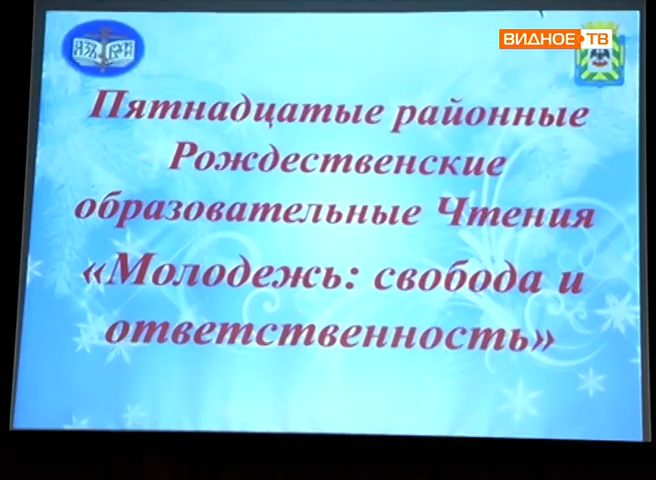 ВИДНОЕ•ТВ
Пятнадцатые районные
Рождественские
образовательные Чтения
«Молодежь: свобода и
ответственность»